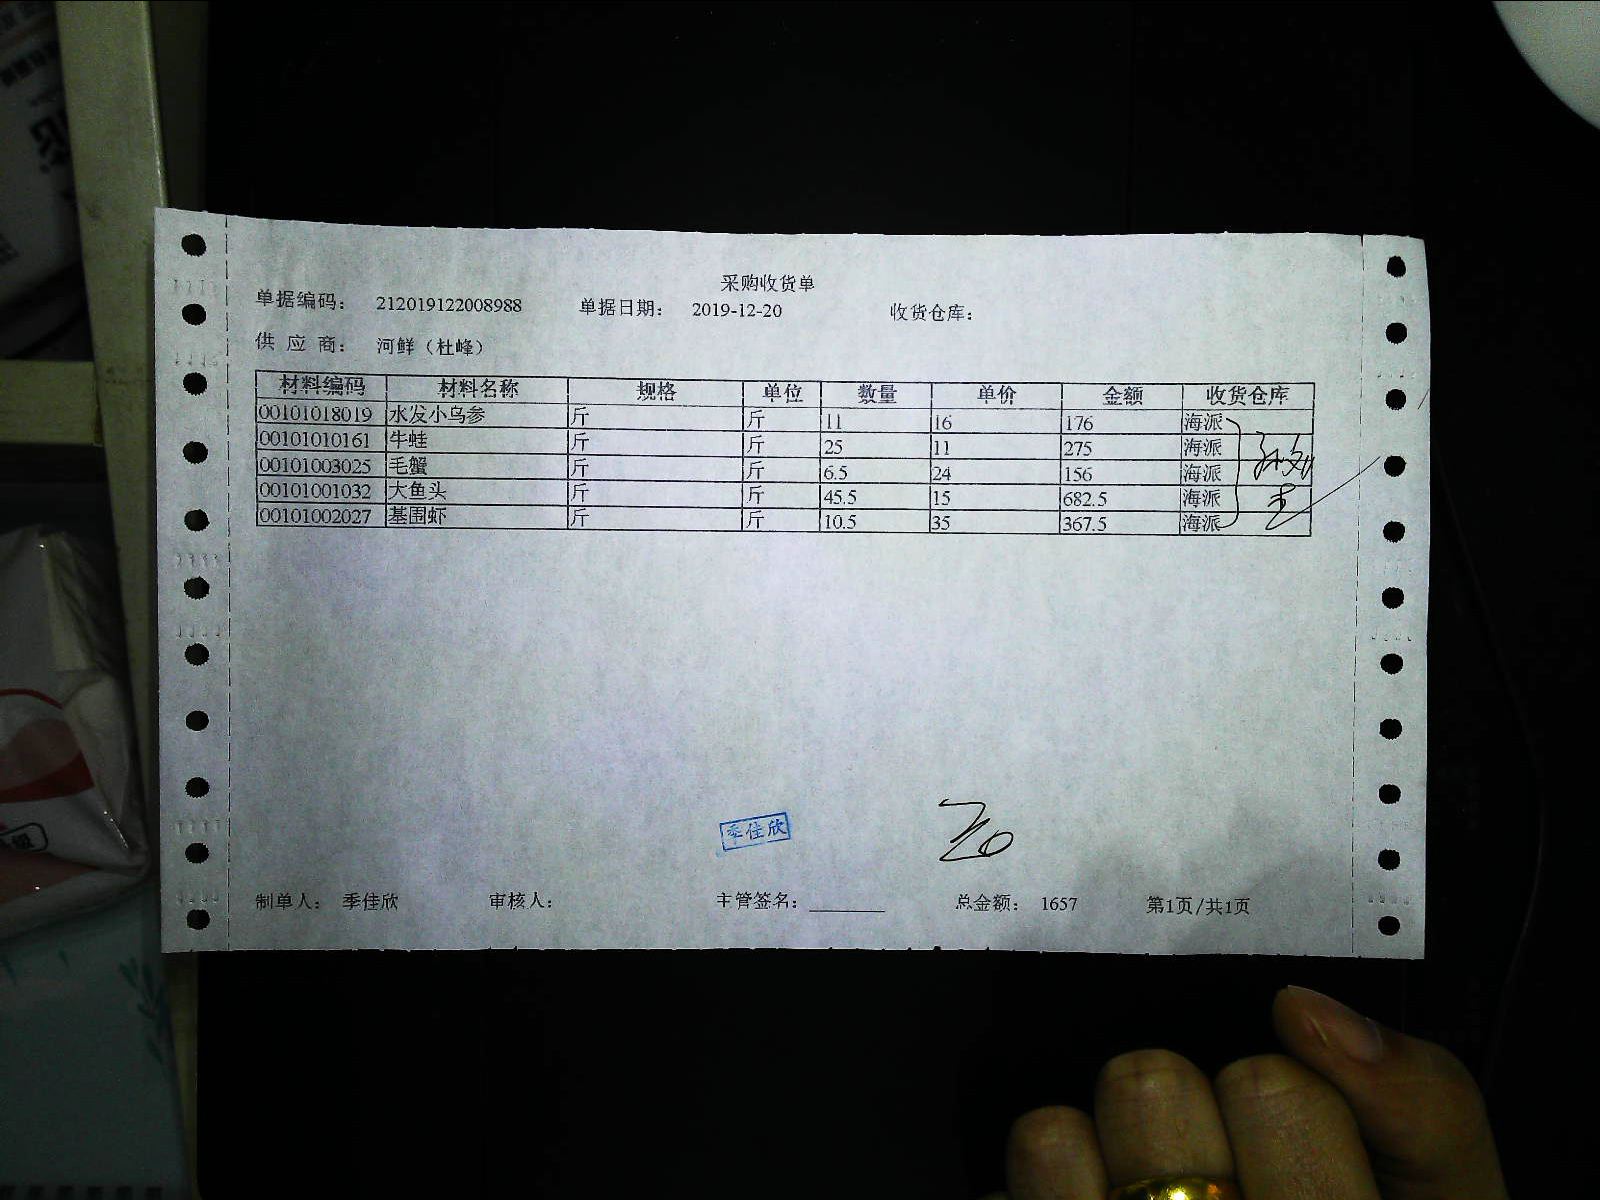 采购收货单
单据编码： 212019122008988 单据日期： 2019-12-20 收货仓库：
供 应 商： 河鲜（杜峰）
材料编码 材料名称 规格 单位 数量 单价 金额 收货仓库
00101018019 水发小乌参 斤 斤 11 16 176 海派
00101010161 牛蛙 斤 斤 25 11 275 海派
00101003025 毛蟹 斤 斤 6.5 24 156 海派
00101001032 大鱼头 斤 斤 45.5 15 682.5 海派
00101002027 基围虾 斤 斤 10.5 35 367.5 海派
季佳欣
制单人： 季佳欣 审核人： 主管签名： 总金额： 1657 第1页/共1页